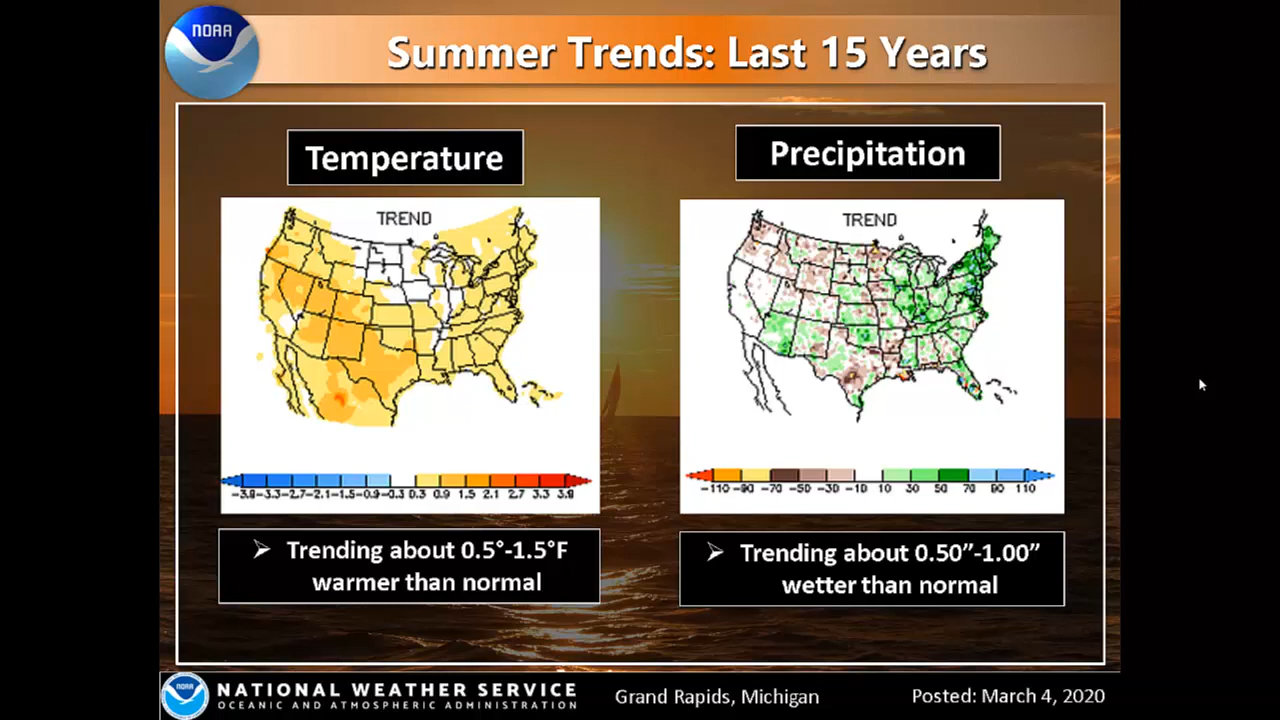 NOAA
Summer Trends: Last 15 Years
Temperature
Precipitation
TREND
TREND
-3.8 -3.3 -2.7 -2.1 -1.5 -0.9 -0.3 0.3 0.9 1.5 2.1 2.7 3.3 3.8
-110 -90 -70 -50 -30 -10 10 30 50 70 90 110
➢ Trending about 0.5°-1.5°F
warmer than normal
➢ Trending about 0.50”-1.00”
wetter than normal
NOAA
NATIONAL WEATHER SERVICE
OCEANIC AND ATMOSPHERIC ADMINISTRATION
Grand Rapids, Michigan
Posted: March 4, 2020